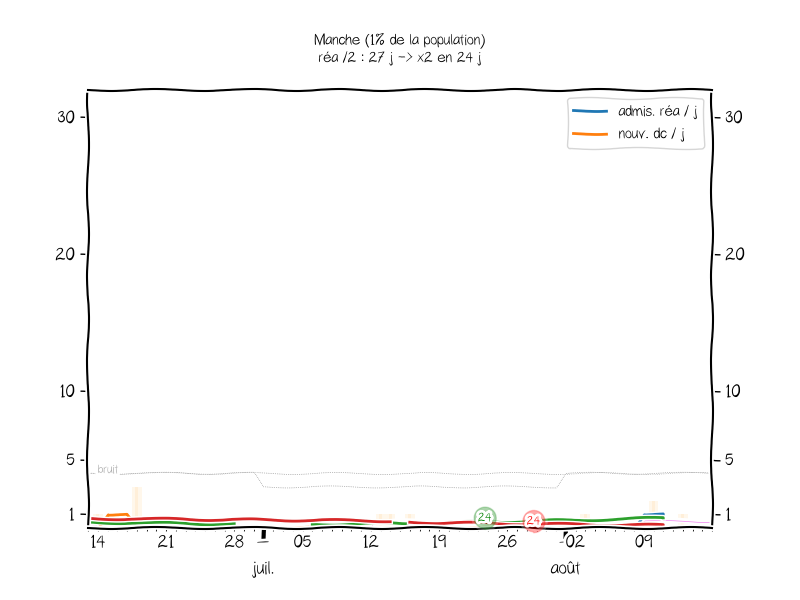 Manche (1% de la population)
réa /2 : 27 j -> x2 en 24 j
30
30
admis. réa / j
nouv. dc / j
20
20
10
10
5
5
bruit
1
1
24
24
14 21 28 05 12 19 26 02 09
juil. août